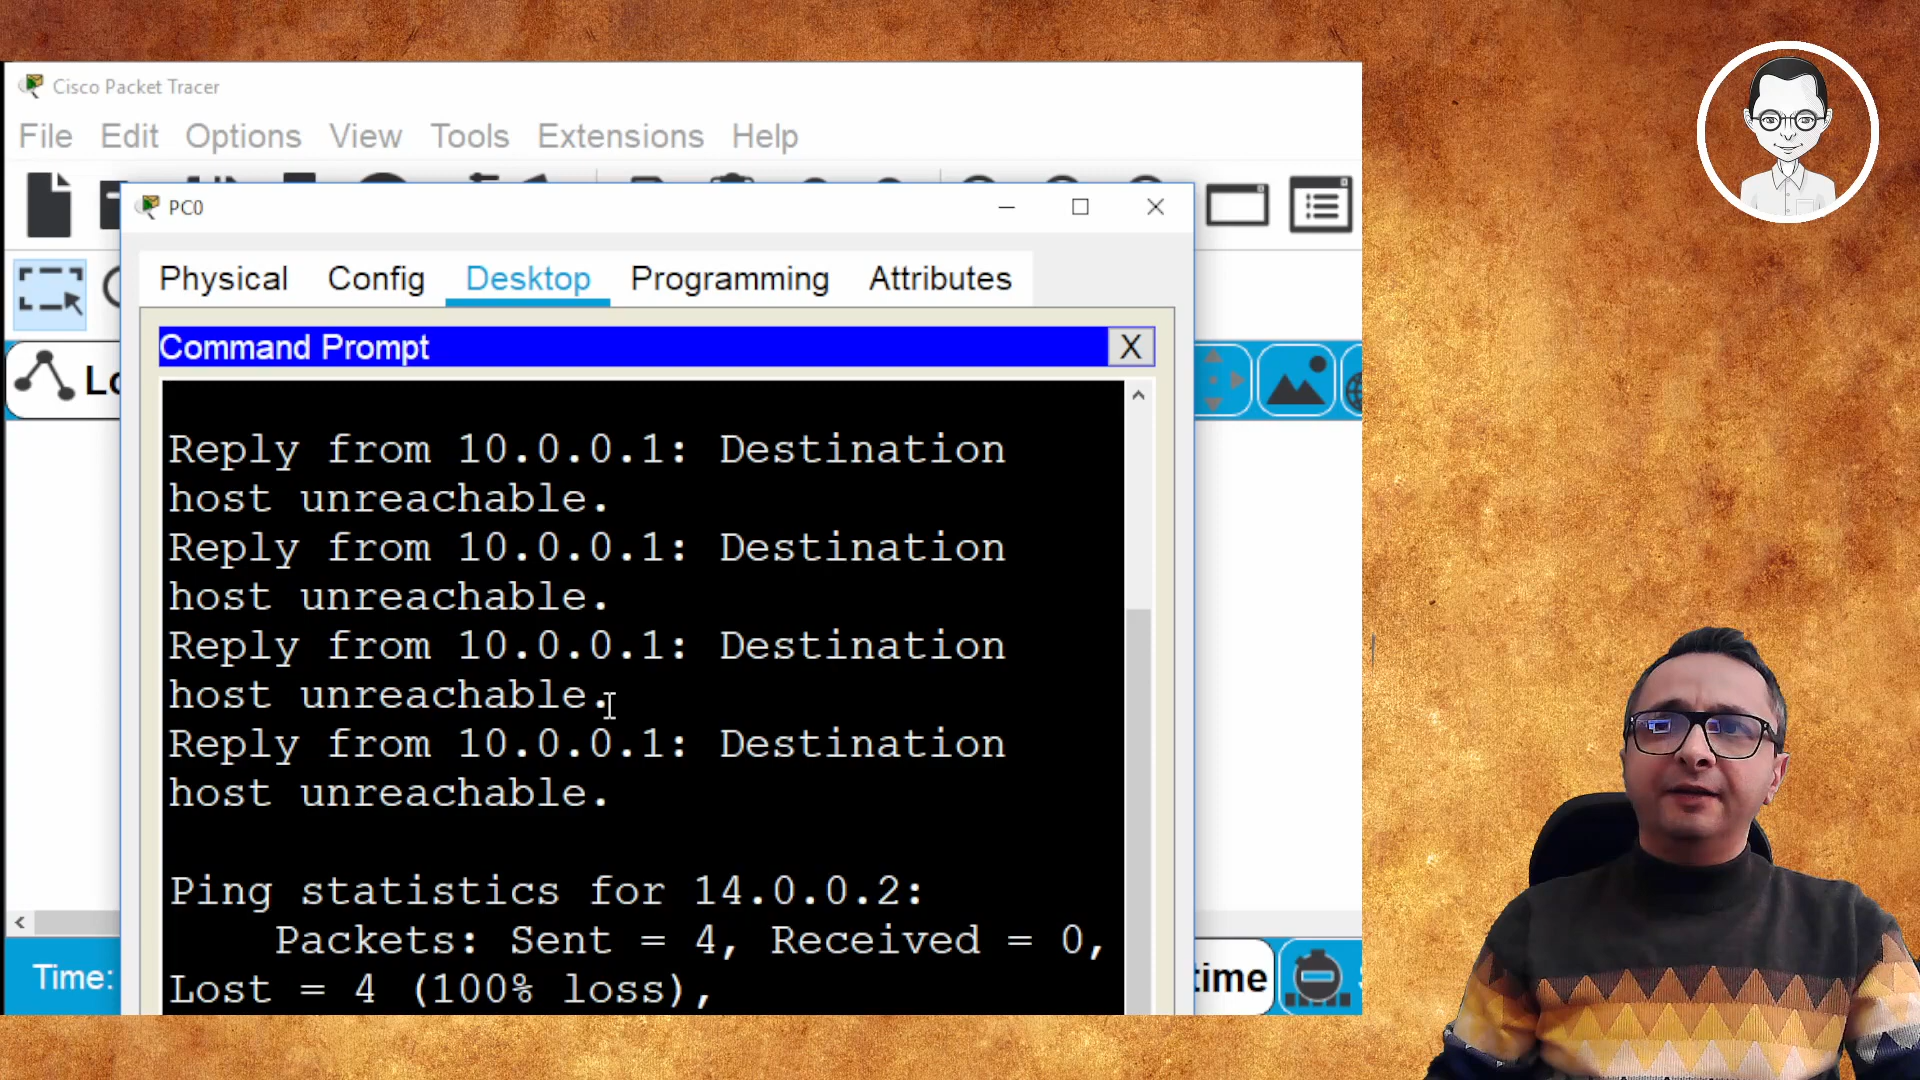 Cisco Packet Tracer
File Edit Options View Tools Extensions Help
PC0
Physical Config Desktop Programming Attributes
Command Prompt X
Reply from 10.0.0.1: Destination
host unreachable.
Reply from 10.0.0.1: Destination
host unreachable.
Reply from 10.0.0.1: Destination
host unreachable.
Reply from 10.0.0.1: Destination
host unreachable.
Ping statistics for 14.0.0.2:
Packets: Sent = 4, Received = 0,
Lost = 4 (100% loss),
Time: